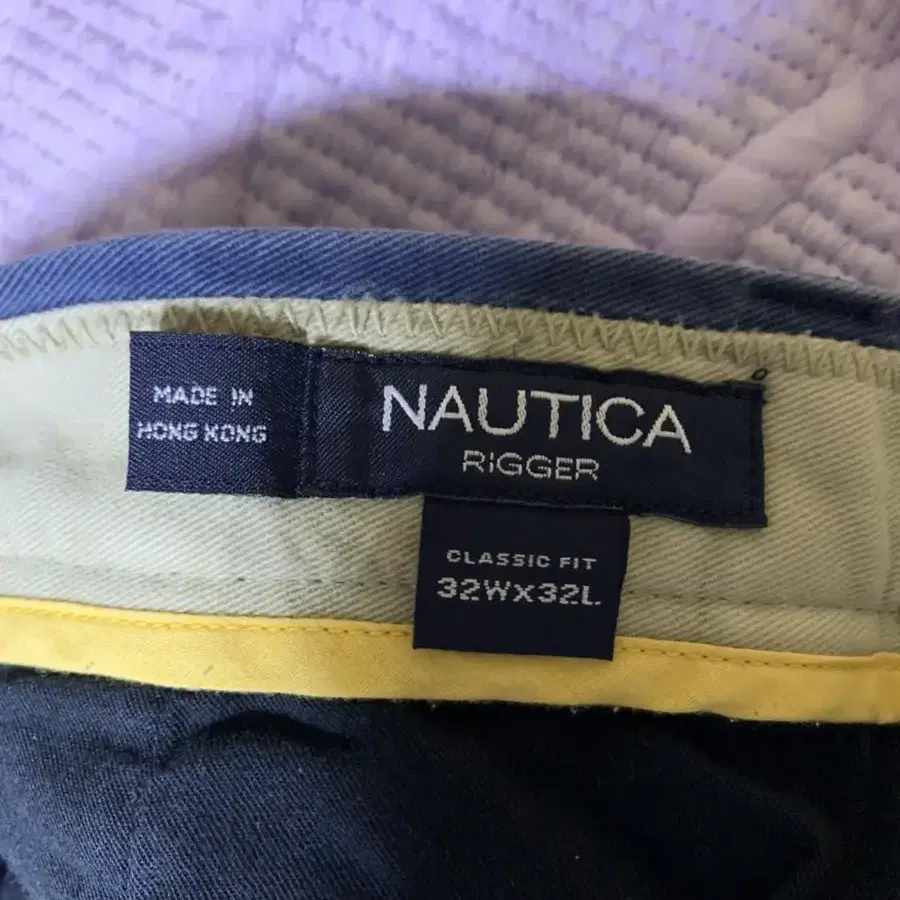 MADE IN
HONG KONG
NAUTICA
RIGGER
CLASSIC FIT
32WX32L